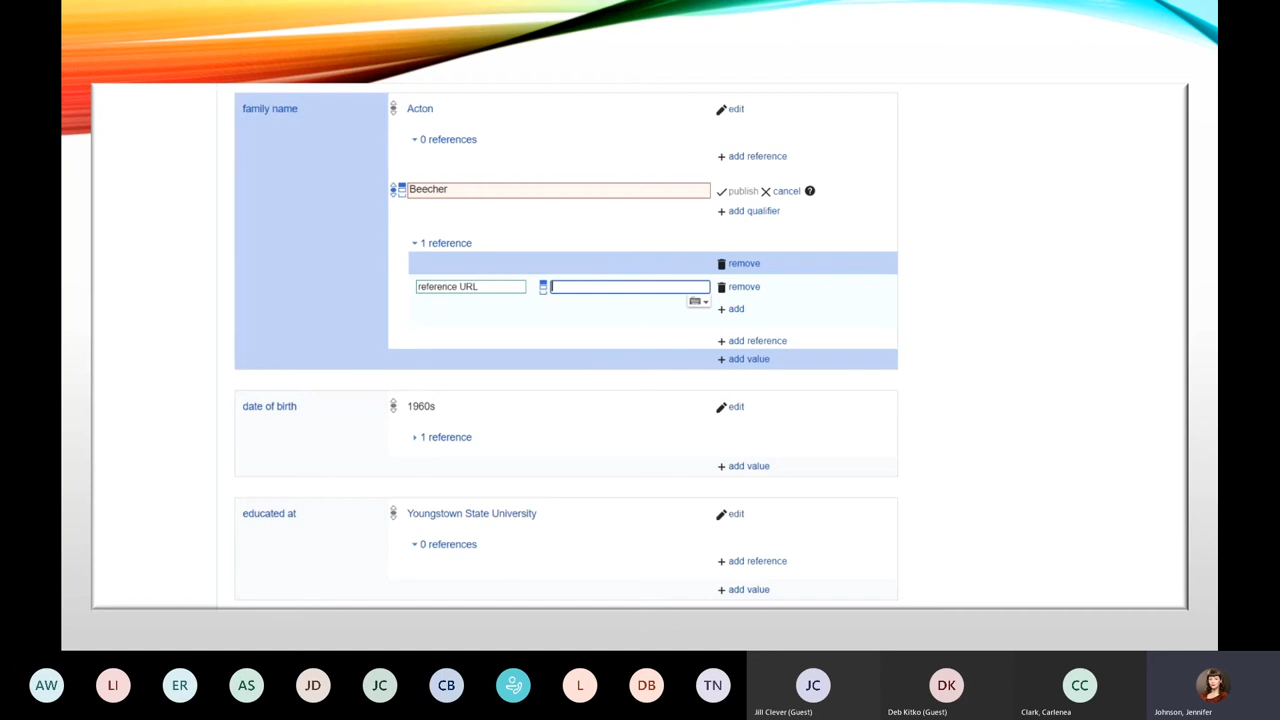 family name
Acton
edit
0 references
+ add reference
Beecher
publish
cancel
?
+ add qualifier
1 reference
remove
reference URL
remove
+ add
+ add reference
+ add value
date of birth
1960s
edit
1 reference
+ add value
educated at
Youngstown State University
edit
0 references
+ add reference
+ add value
AW
LI
ER
AS
JD
JC
CB
L
DB
TN
JC
DK
CC
Jill Clever (Guest)
Deb Kitko (Guest)
Clark, Carlenea
Johnson, Jennifer